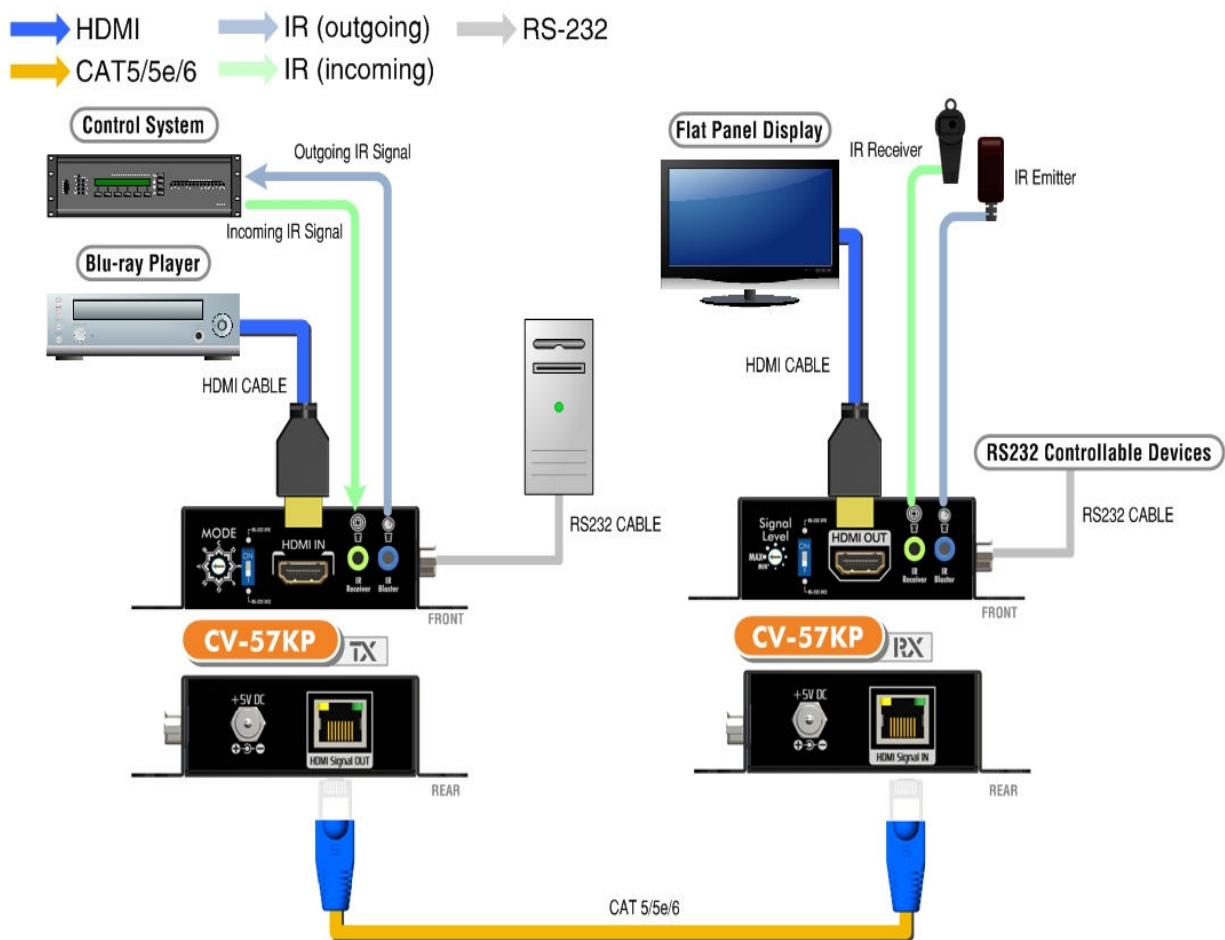 HDMI
IR (outgoing)
RS-232
CAT5/5e/6
IR (incoming)
Control System
Outgoing IR Signal
Incoming IR Signal
Blu-ray Player
HDMI CABLE
RS232 CABLE
MODE
ON
HDMI IN
IR
Receiver
IR
Blaster
FRONT
CV-57KP TX
+5V DC
HDMI Signal OUT
REAR
Flat Panel Display
IR Receiver
IR Emitter
HDMI CABLE
RS232 Controllable Devices
RS232 CABLE
Signal
Level
MAX
MIN
ON
HDMI OUT
IR
Receiver
IR
Blaster
FRONT
CV-57KP RX
+5V DC
HDMI Signal IN
REAR
CAT 5/5e/6